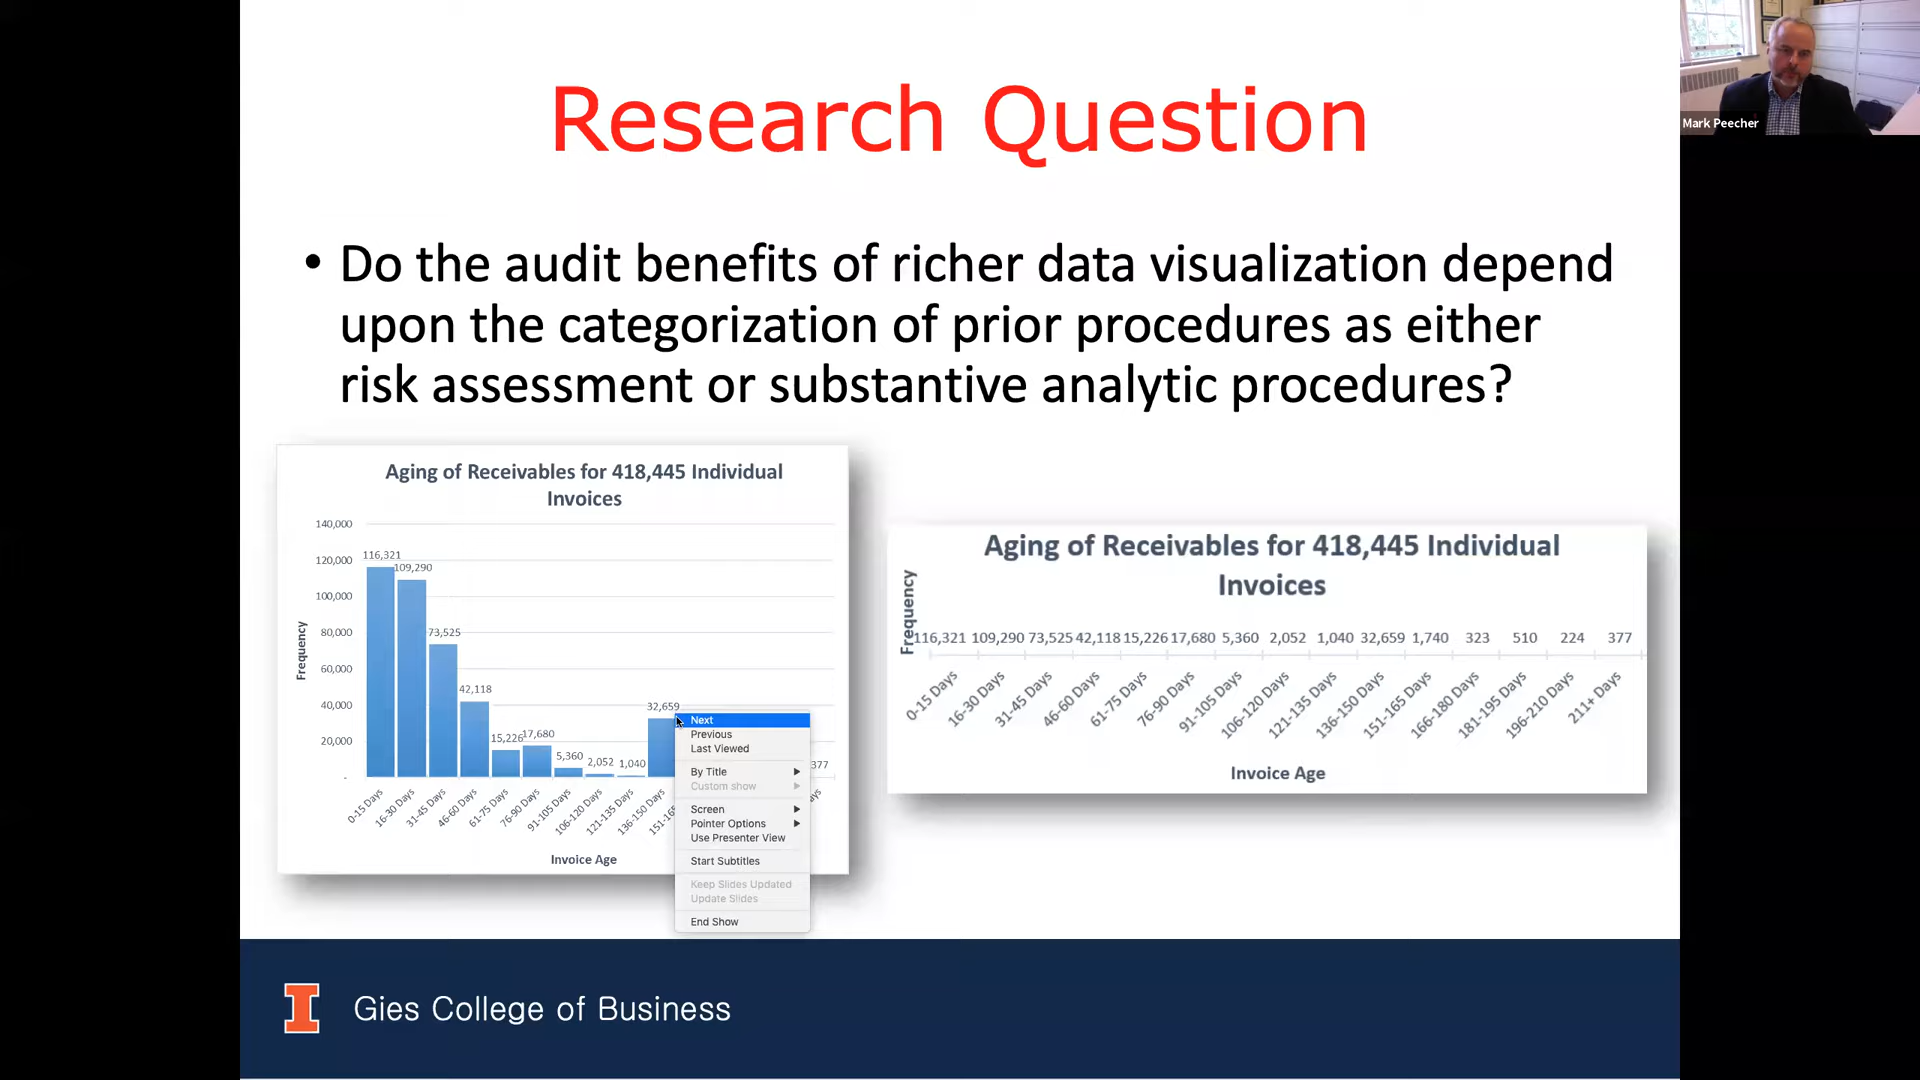 Research Question
• Do the audit benefits of richer data visualization depend
upon the categorization of prior procedures as either
risk assessment or substantive analytic procedures?
Mark Peecher
Aging of Receivables for 418,445 Individual
Invoices
Frequency
140,000
120,000
100,000
80,000
60,000
40,000
20,000
-
116,321
109,290
73,525
42,118
15,226
17,680
5,360
2,052
1,040
32,659
377
0-15 Days
16-30 Days
31-45 Days
46-60 Days
61-75 Days
76-90 Days
91-105 Days
106-120 Days
121-135 Days
136-150 Days
Invoice Age
Next
Previous
Last Viewed
By Title
Custom show
Screen
Pointer Options
Use Presenter View
Start Subtitles
Keep Slides Updated
Update Slides
End Show
Aging of Receivables for 418,445 Individual
Invoices
Frequency
116,321 109,290 73,525 42,118 15,226 17,680 5,360 2,052 1,040 32,659 1,740 323 510 224 377
0-15 Days
16-30 Days
31-45 Days
46-60 Days
61-75 Days
76-90 Days
91-105 Days
106-120 Days
121-135 Days
136-150 Days
151-165 Days
166-180 Days
181-195 Days
196-210 Days
211+ Days
Invoice Age
I
Gies College of Business